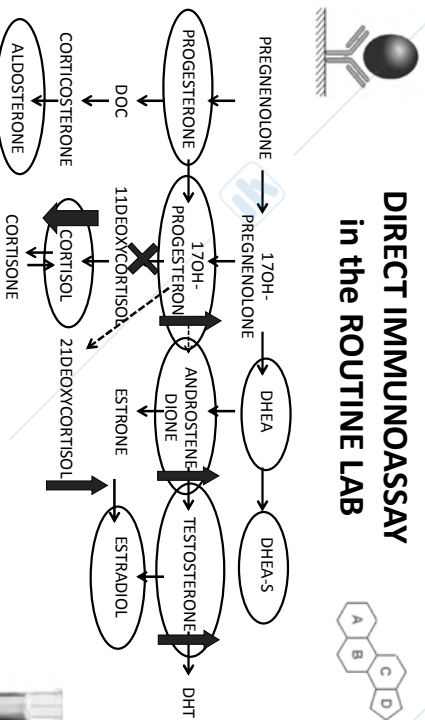 DIRECT IMMUNOASSAY
in the ROUTINE LAB
A
B
C
D
PREGNENOLONE
17OH-
PREGNENOLONE
DHEA
DHEA-S
PROGESTERONE
17OH-
PROGESTERON
ANDROSTENE
DIONE
TESTOSTERONE
DHT
DOC
11DEOXYCORTISOL
ESTRONE
ESTRADIOL
CORTICOSTERONE
CORTISOL
21DEOXYCORTISOL
ALDOSTERONE
CORTISONE